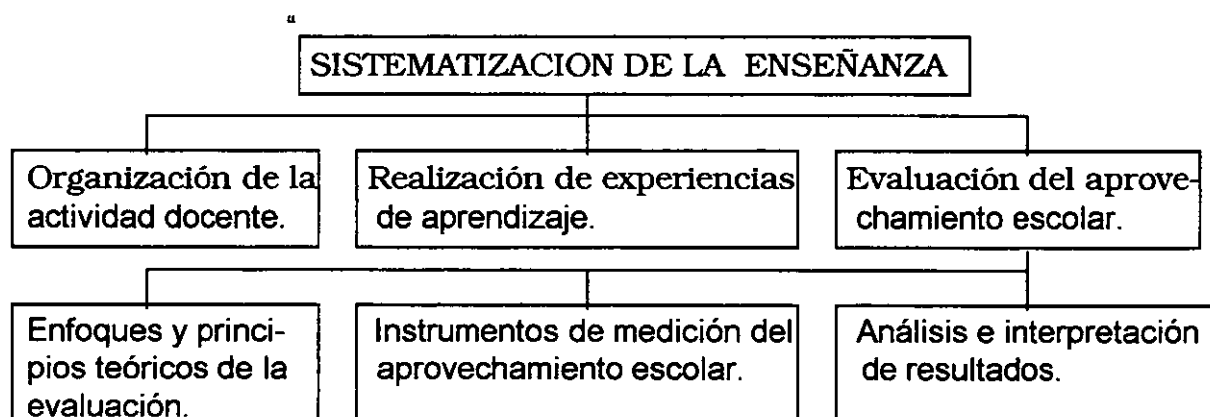 SISTEMATIZACION DE LA ENSEÑANZA
Organización de la
actividad docente.
Realización de experiencias
de aprendizaje.
Evaluación del aprove-
chamiento escolar.
Enfoques y princi-
pios teóricos de la
evaluación.
Instrumentos de medición del
aprovechamiento escolar.
Análisis e interpretación
de resultados.